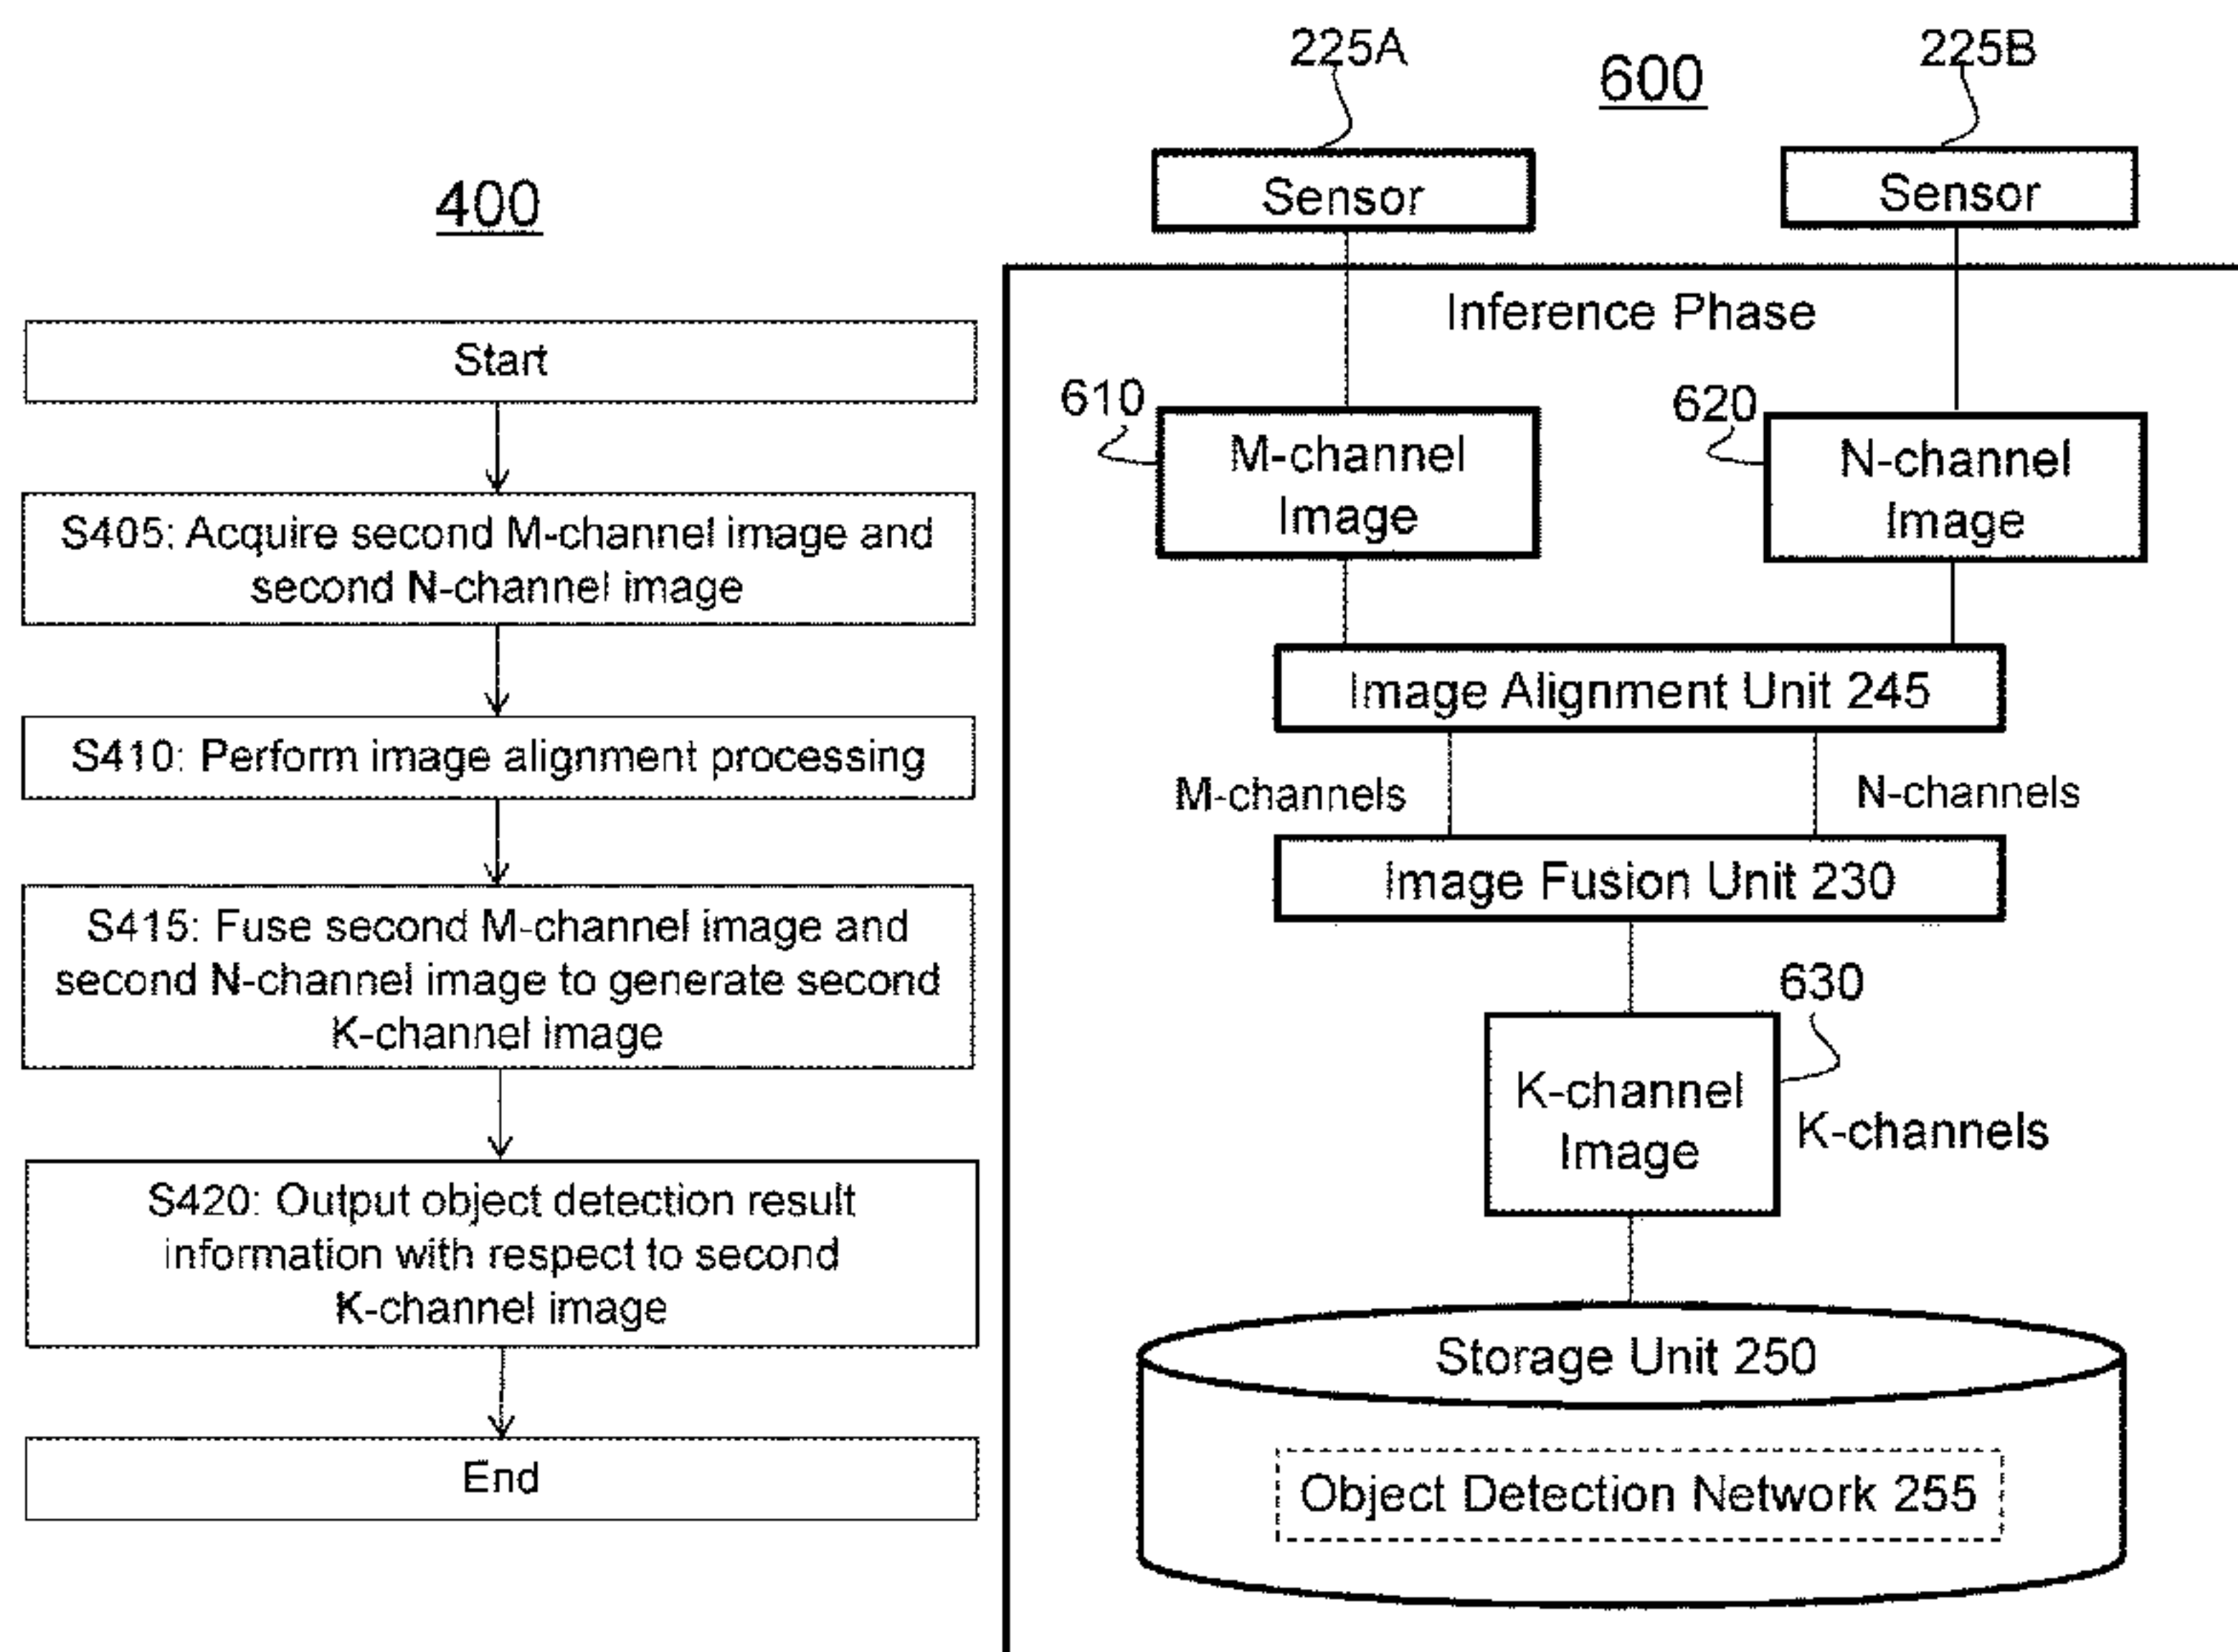 400
Start
S405: Acquire second M-channel image and
second N-channel image
S410: Perform image alignment processing
S415: Fuse second M-channel image and
second N-channel image to generate second
K-channel image
S420: Output object detection result
information with respect to second
K-channel image
End
225A
600
225B
Sensor
Sensor
Inference Phase
610
M-channel
Image
620
N-channel
Image
Image Alignment Unit 245
M-channels
N-channels
Image Fusion Unit 230
630
K-channel
Image
K-channels
Storage Unit 250
Object Detection Network 255